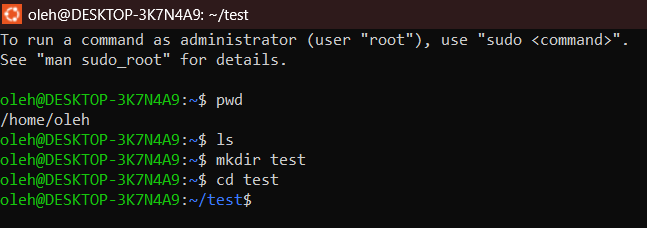 oleh@DESKTOP-3K7N4A9: ~/test
To run a command as administrator (user "root"), use "sudo <command>".
See "man sudo_root" for details.
oleh@DESKTOP-3K7N4A9:~$ pwd
/home/oleh
oleh@DESKTOP-3K7N4A9:~$ ls
oleh@DESKTOP-3K7N4A9:~$ mkdir test
oleh@DESKTOP-3K7N4A9:~$ cd test
oleh@DESKTOP-3K7N4A9:~/test$